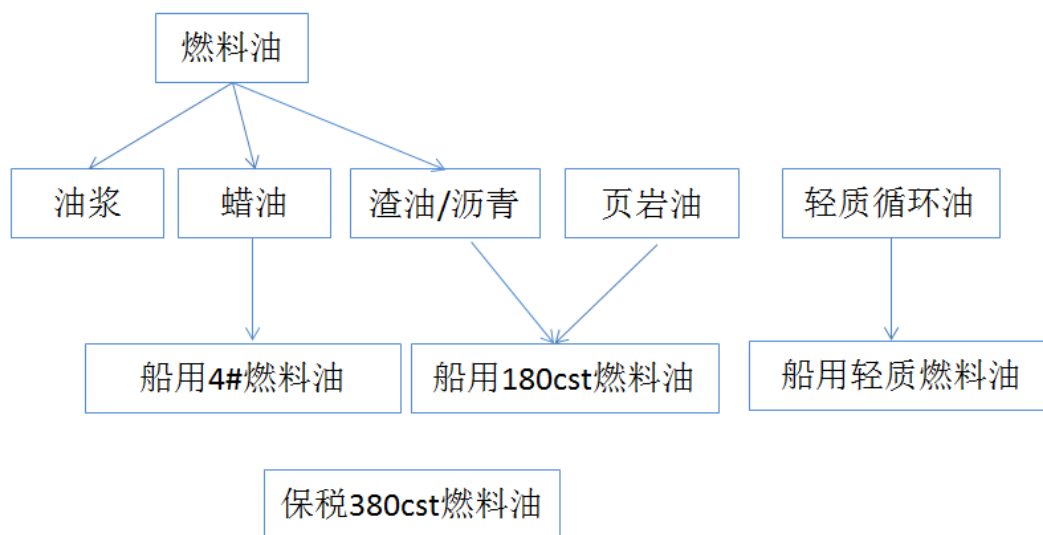 燃料油
油浆
蜡油
渣油/沥青
页岩油
轻质循环油
船用4#燃料油
船用180cst燃料油
船用轻质燃料油
保税380cst燃料油